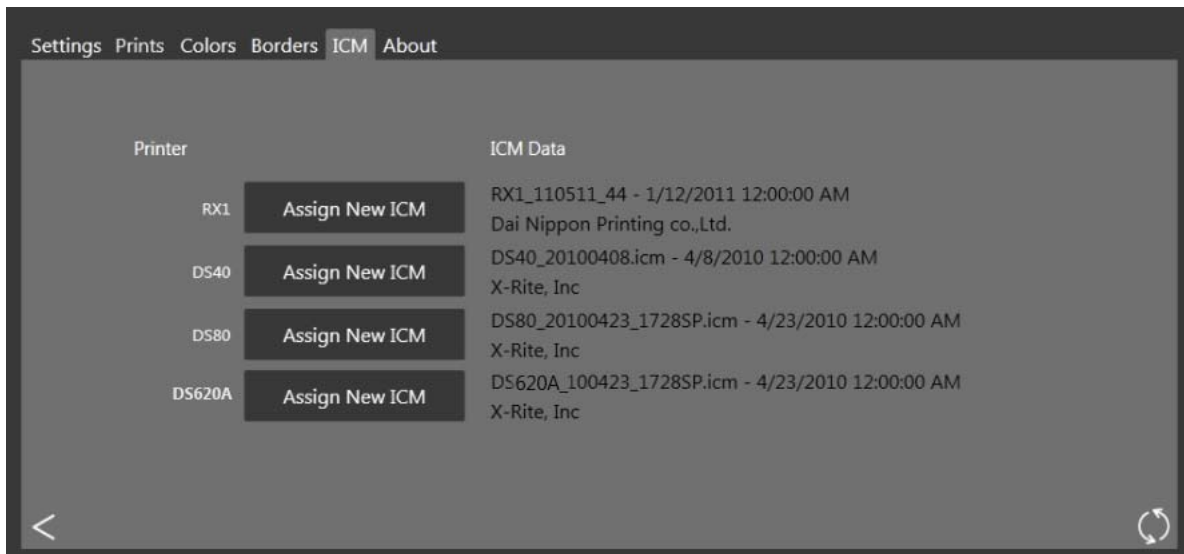 Settings Prints Colors Borders ICM About
Printer ICM Data
RX1 Assign New ICM RX1_110511_44 - 1/12/2011 12:00:00 AM
Dai Nippon Printing co.,Ltd.
DS40 Assign New ICM DS40_20100408.icm - 4/8/2010 12:00:00 AM
X-Rite, Inc
DS80 Assign New ICM DS80_20100423_1728SP.icm - 4/23/2010 12:00:00 AM
X-Rite, Inc
DS620A Assign New ICM DS620A_100423_1728SP.icm - 4/23/2010 12:00:00 AM
X-Rite, Inc